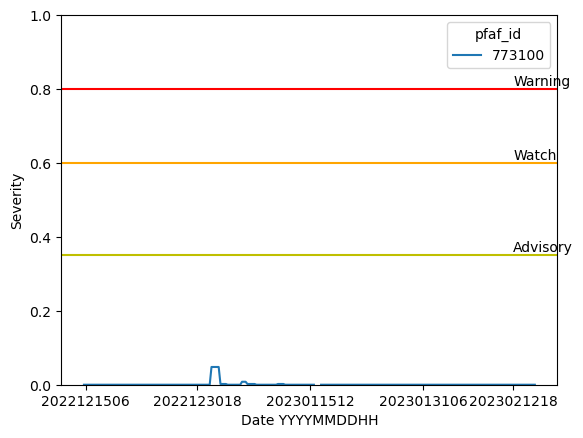 1.0
pfaf_id
773100
0.8
Warning
0.6
Watch
Severity
0.4
Advisory
0.2
0.0
2022121506 2022123018 2023011512 2023013106 2023021218
Date YYYYMMDDHH